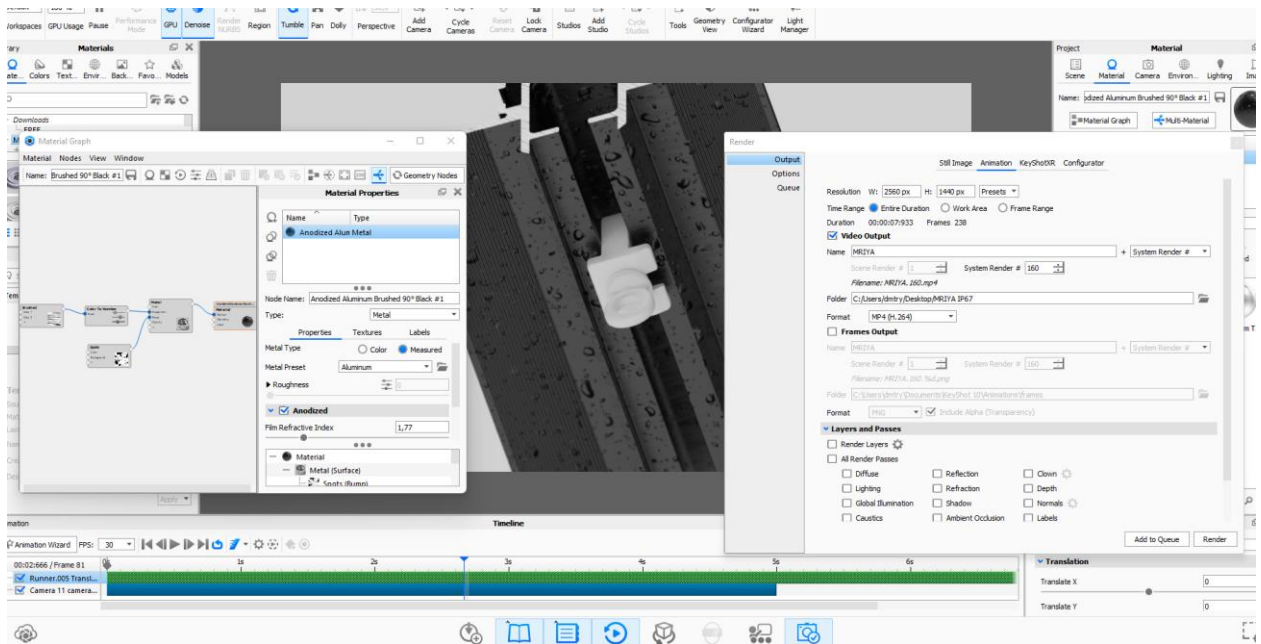 Workspaces GPU Usage Pause Performance Mode GPU Denoise Render NURBS Region Tumble Pan Dolly Perspective Add Camera Cycle Cameras Reset Camera Lock Camera Studios Add Studio Cycle Studios Tools Geometry View Configurator Wizard Light Manager
Materials
Colors Text... Envir... Back... Favo... Models
Downloads
FREE
Material Graph
Material Nodes View Window
Name: Brushed 90° Black #1 Geometry Nodes
Material Properties
Name Type
Anodized Alun Metal
Node Name: Anodized Aluminum Brushed 90° Black #1
Type: Metal
Properties Textures Labels
Metal Type Color Measured
Metal Preset Aluminum
Roughness 0
Anodized
Film Refractive Index 1,77
Material
Metal (Surface)
Spots (Bump)
Apply
Project Material
Scene Material Camera Environ... Lighting
Name: odized Aluminum Brushed 90° Black #1
Material Graph Multi-Material
Render
Output
Options
Queue
Still Image Animation KeyShotXR Configurator
Resolution W: 2560 px H: 1440 px Presets
Time Range Entire Duration Work Area Frame Range
Duration 00:00:07:933 Frames 238
Video Output
Name MRIYA + System Render #
Scene Render # 1 System Render # 160
Filename: MRIYA. 160.mp4
Folder C:/Users/dmtry/Desktop/MRIYA IP67
Format MP4 (H.264)
Frames Output
Name MRIYA + System Render #
Scene Render # 1 System Render # 160
Filename: MRIYA. 160. %d.png
Folder C:/Users/dmtry/Documents/KeyShot 10/Animations/frames
Format PNG Include Alpha (Transparency)
Layers and Passes
Render Layers
All Render Passes
Diffuse Reflection Clown
Lighting Refraction Depth
Global Illumination Shadow Normals
Caustics Ambient Occlusion Labels
Add to Queue Render
Timeline
Animation Wizard FPS: 30
00:02:666 / Frame 81 1s 2s 3s 4s 5s 6s
Runner.005 Transl...
Camera 11 camera...
Translation
Translate X 0
Translate Y 0